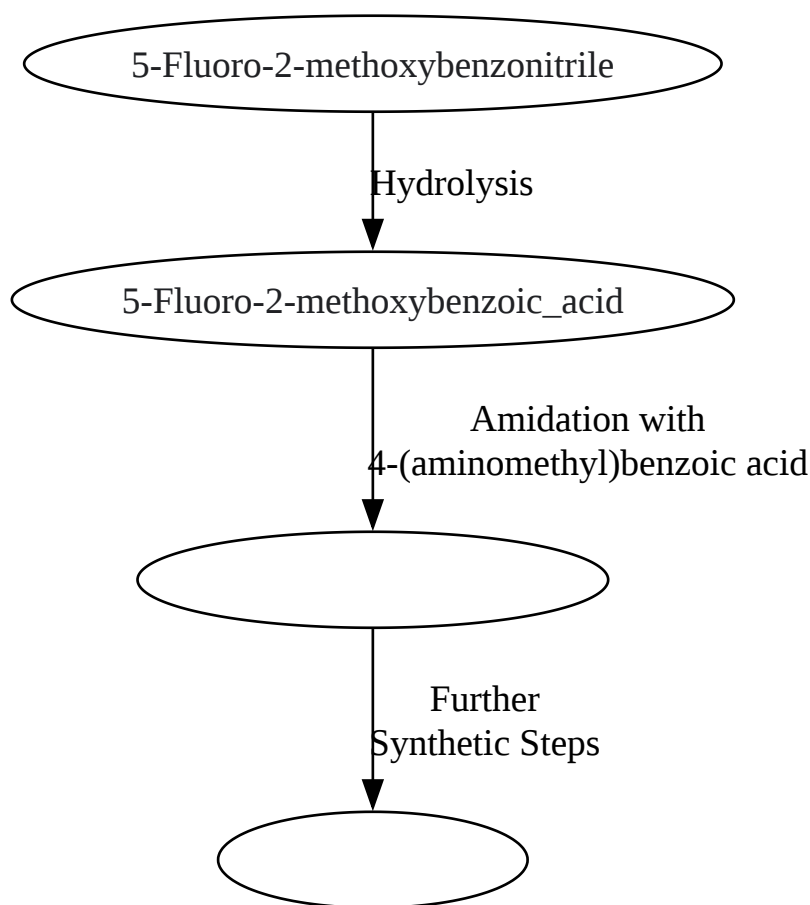 5-Fluoro-2-methoxybenzonitrile
Hydrolysis
5-Fluoro-2-methoxybenzoic_acid
Amidation with
4-(aminomethyl)benzoic acid
Further
Synthetic Steps